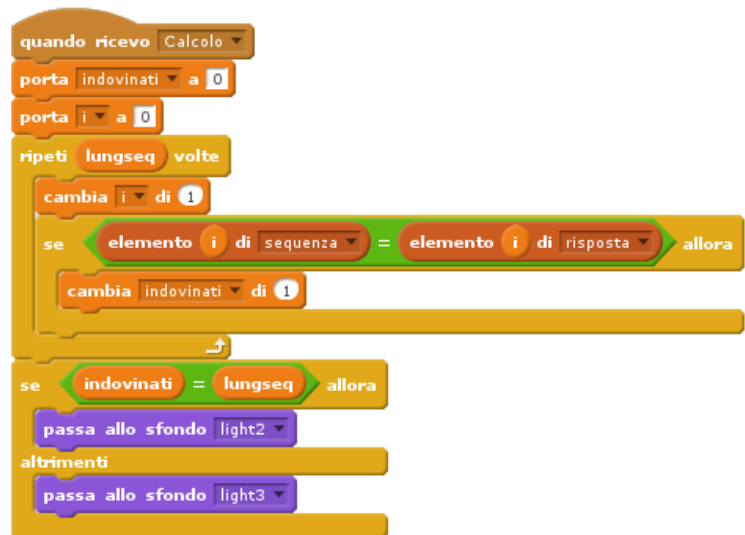 quando ricevo Calcolo
porta indovinati a 0
porta i a 0
ripeti lungseq volte
cambia i di 1
se elemento i di sequenza = elemento i di risposta allora
cambia indovinati di 1
se indovinati = lungseq allora
passa allo sfondo light2
altrimenti
passa allo sfondo light3